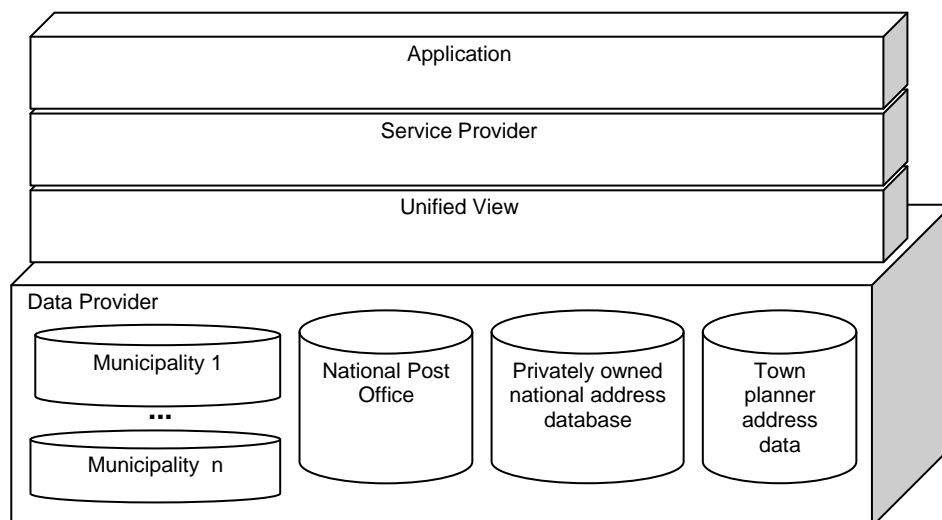 Application
Service Provider
Unified View
Data Provider
Municipality 1
...
Municipality n
National Post
Office
Privately owned
national address
database
Town
planner
address
data